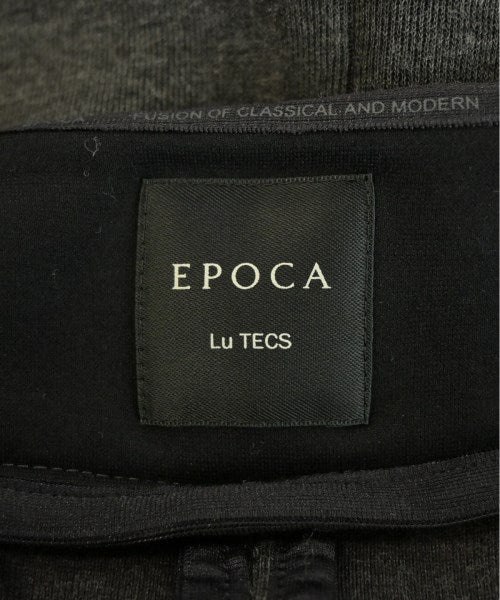 FUSION OF CLASSICAL AND MODERN
EPOCA
Lu TECS